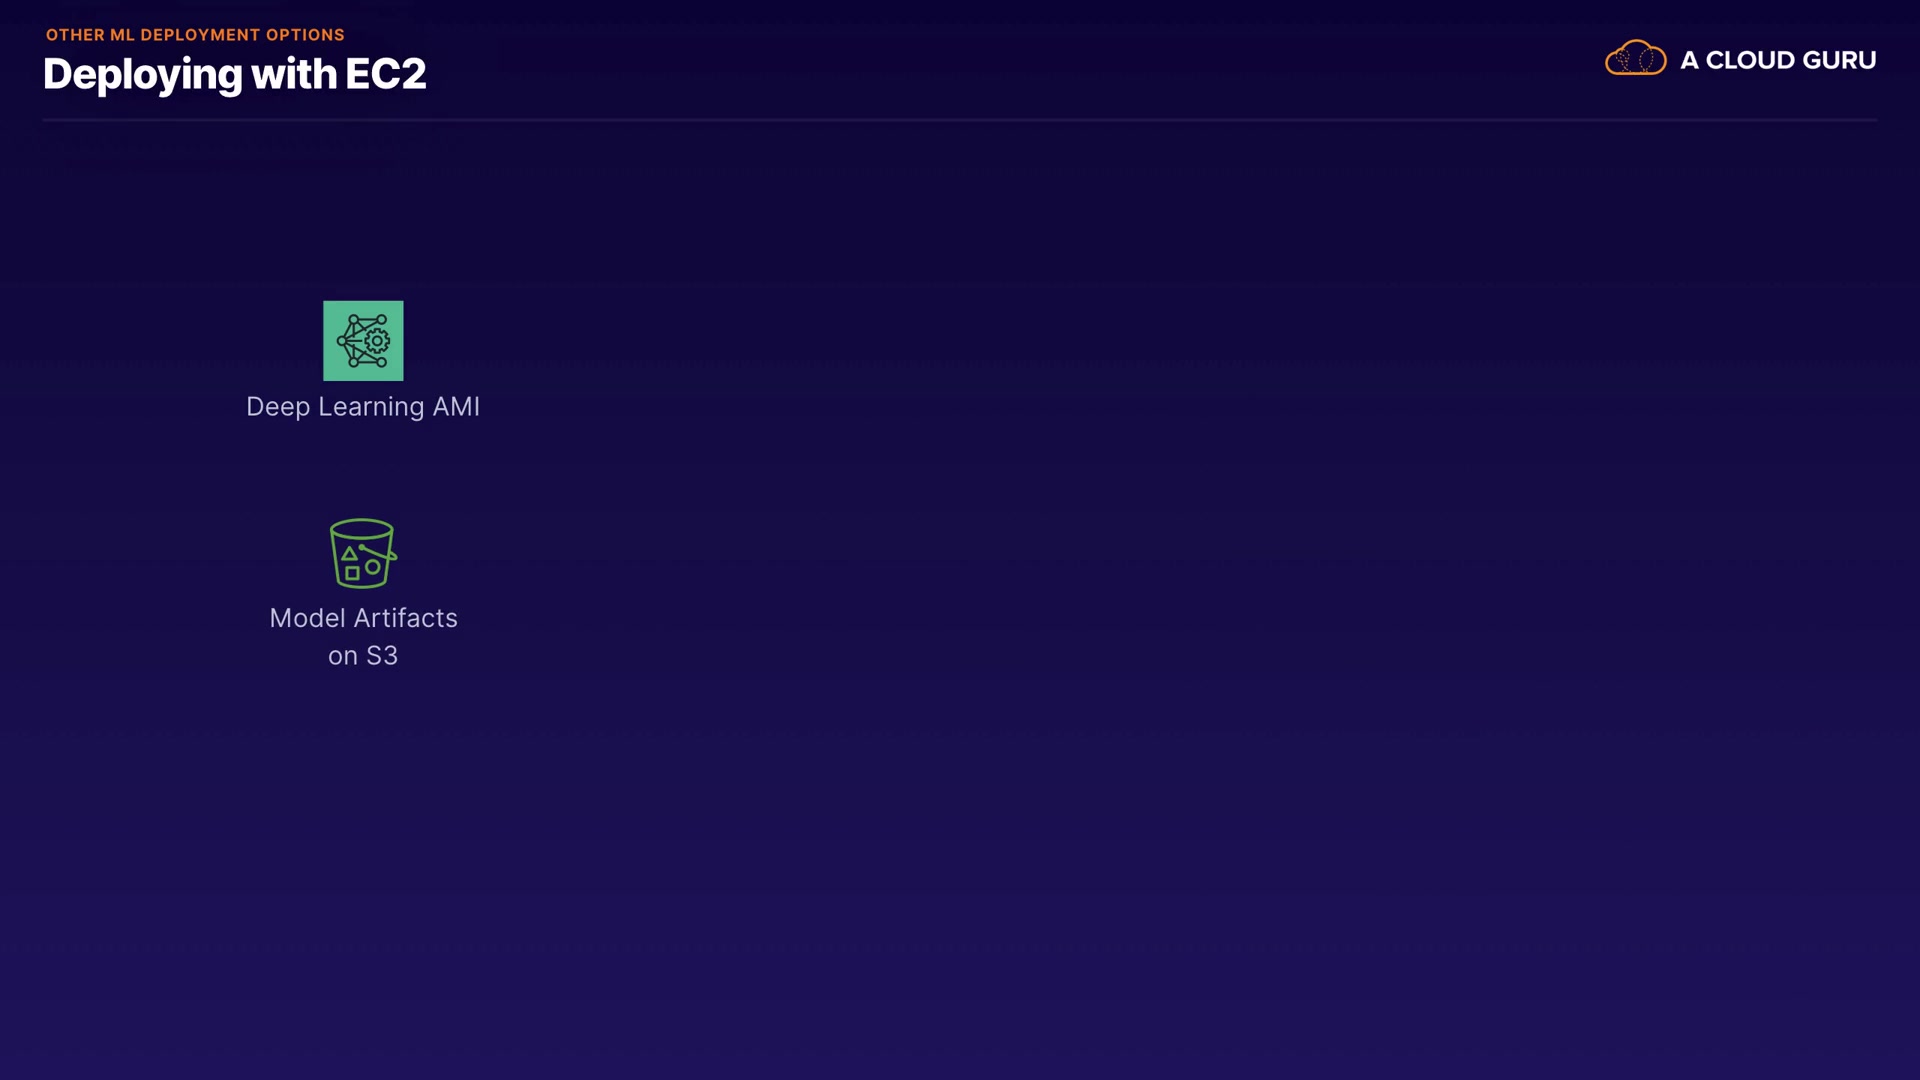 OTHER ML DEPLOYMENT OPTIONS
Deploying with EC2
A CLOUD GURU
Deep Learning AMI
Model Artifacts
on S3